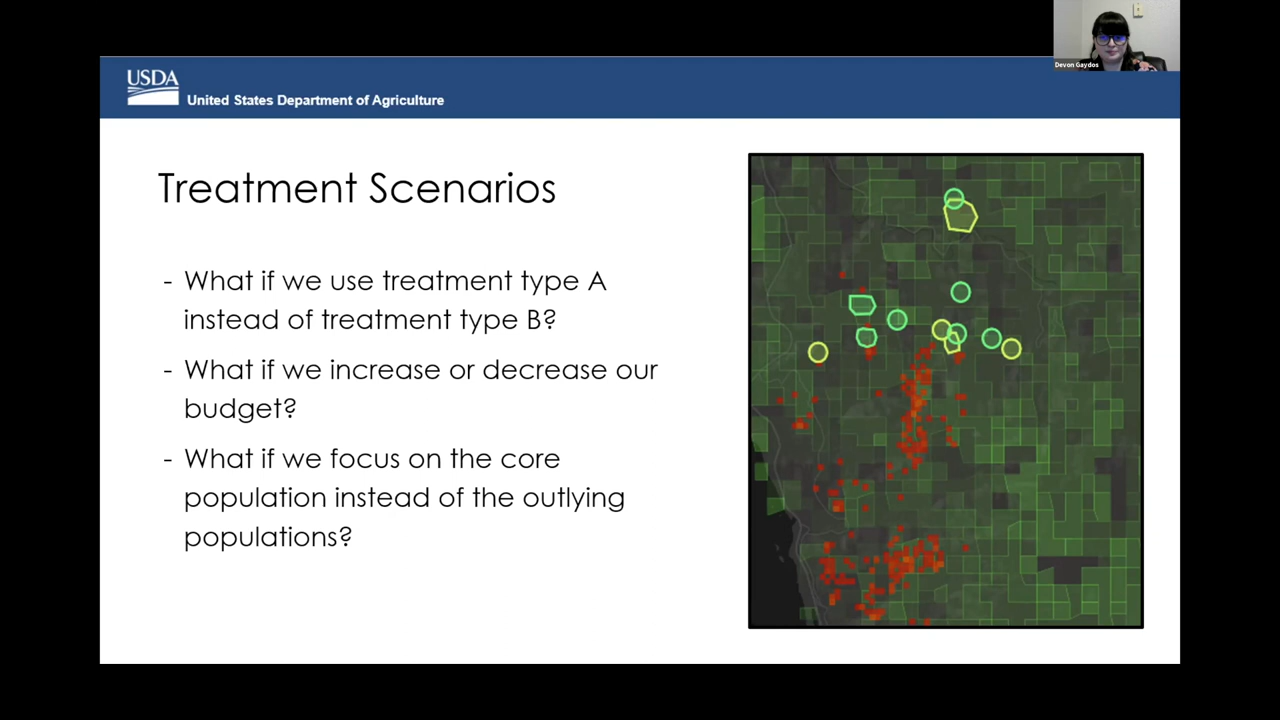 Devon Gaydos
USDA
United States Department of Agriculture
Treatment Scenarios
- What if we use treatment type A
instead of treatment type B?
- What if we increase or decrease our
budget?
- What if we focus on the core
population instead of the outlying
populations?